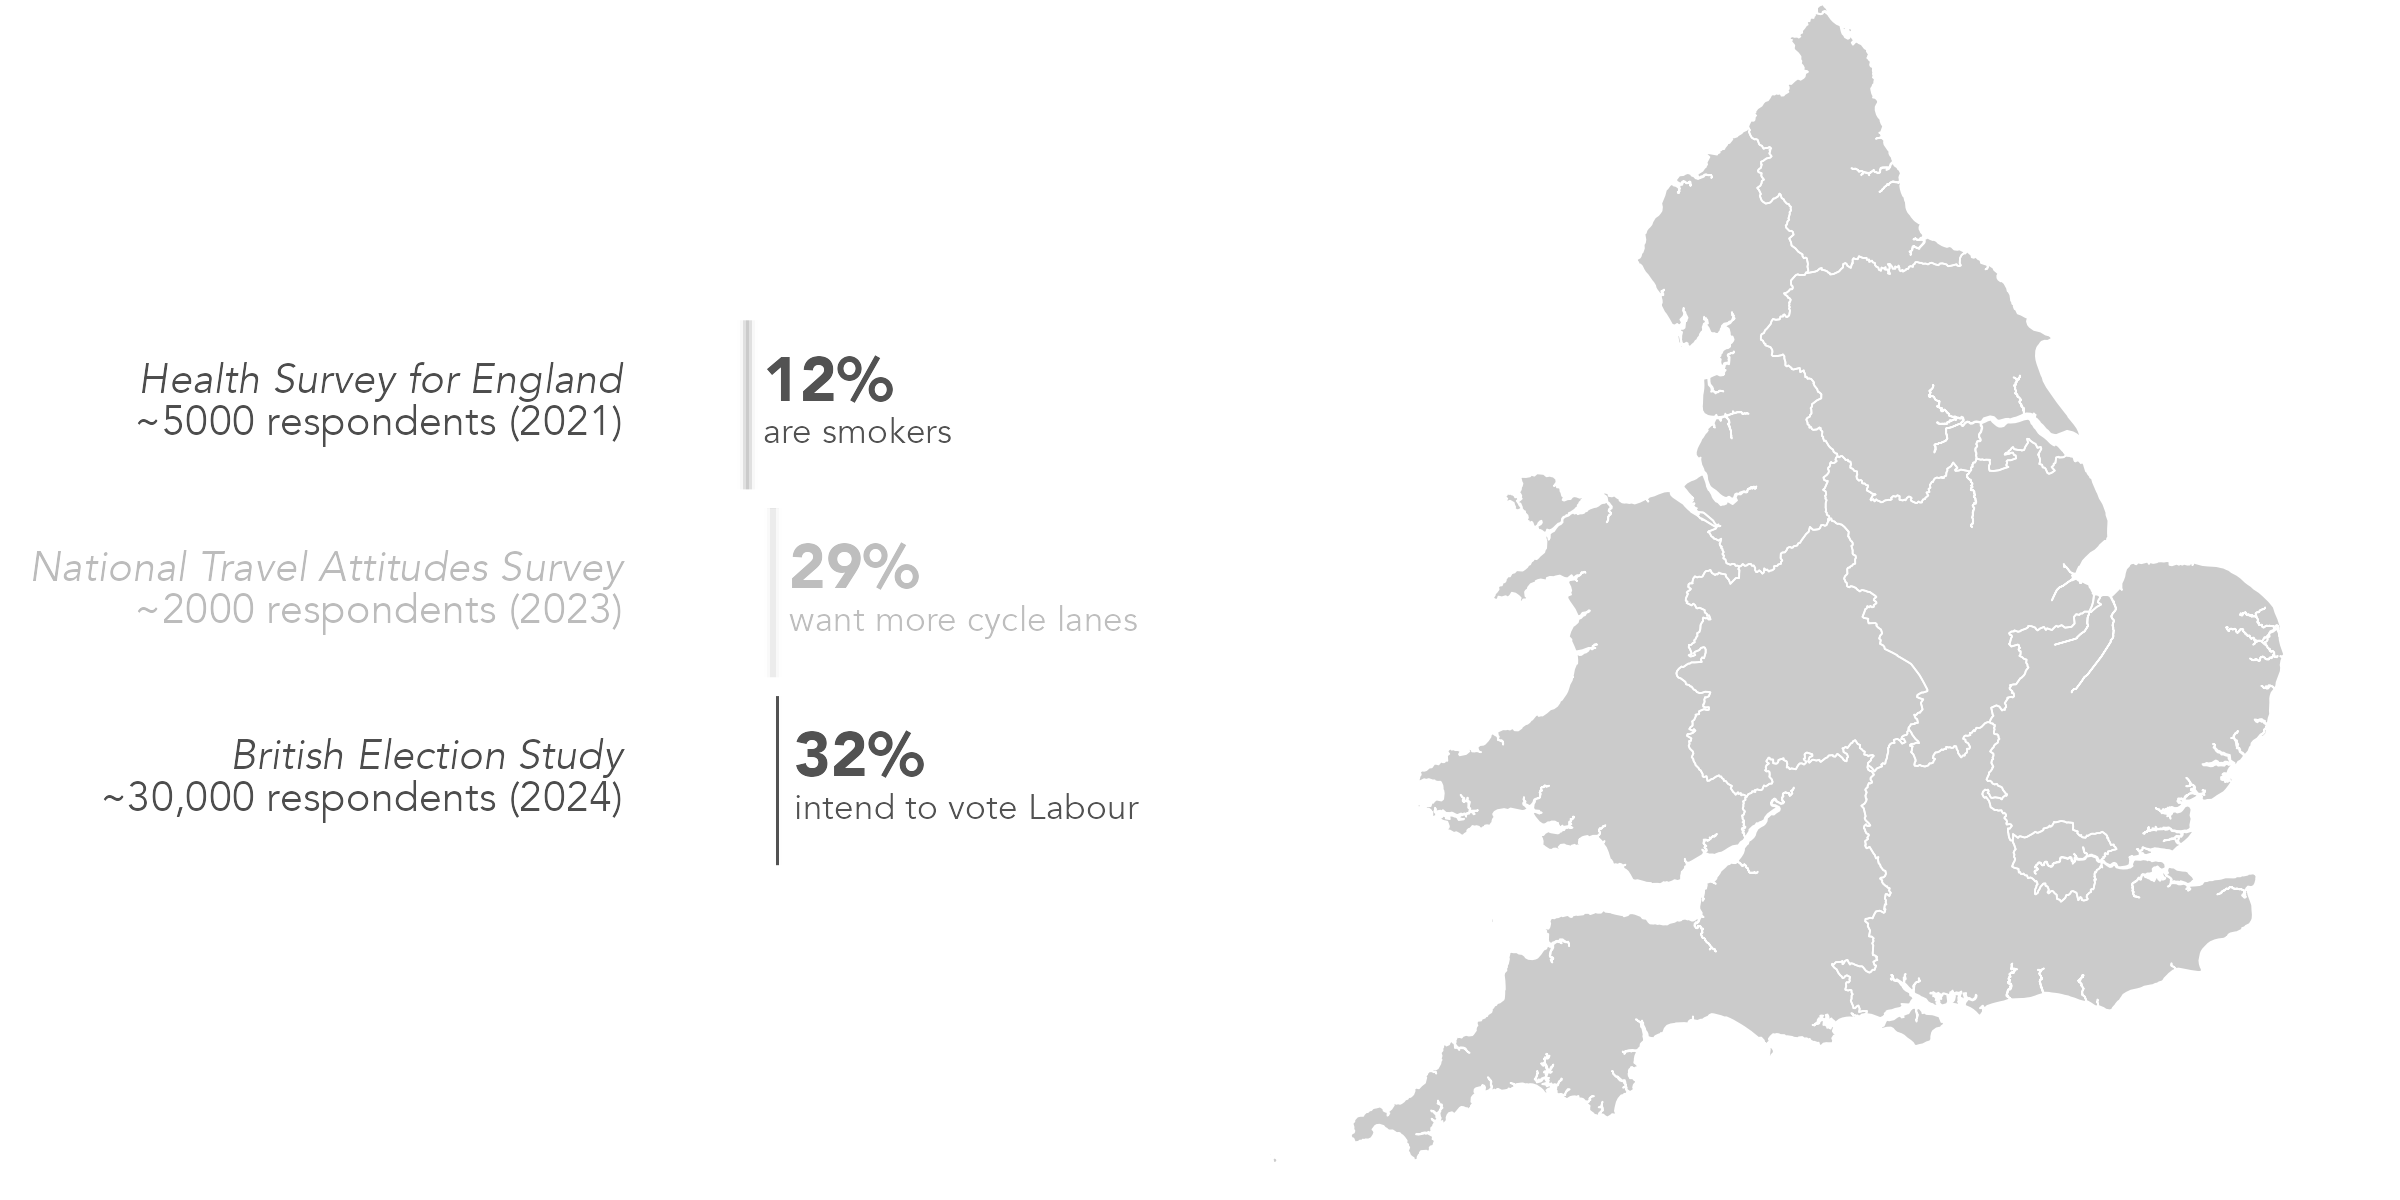 Health Survey for England
~5000 respondents (2021)
12%
are smokers
National Travel Attitudes Survey
~2000 respondents (2023)
29%
want more cycle lanes
British Election Study
~30,000 respondents (2024)
32%
intend to vote Labour